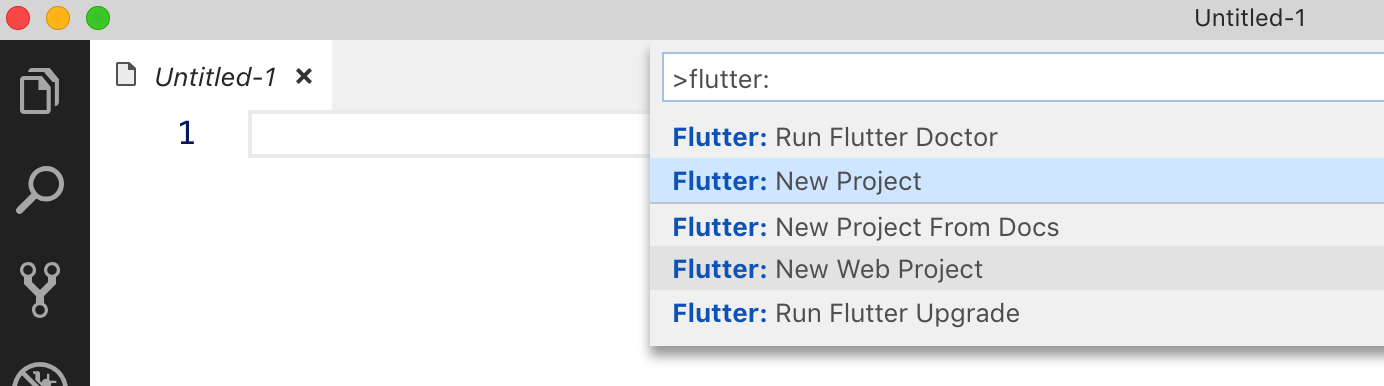 Untitled-1
Untitled-1
>flutter:
1
Flutter: Run Flutter Doctor
Flutter: New Project
Flutter: New Project From Docs
Flutter: New Web Project
Flutter: Run Flutter Upgrade